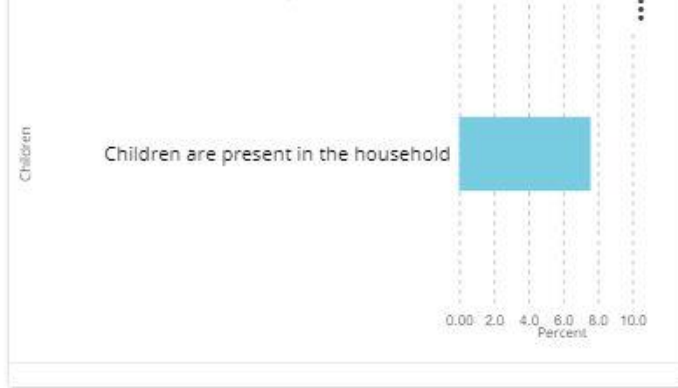 Children
Children are present in the household
0.00 2.0 4.0 6.0 8.0 10.0
Percent